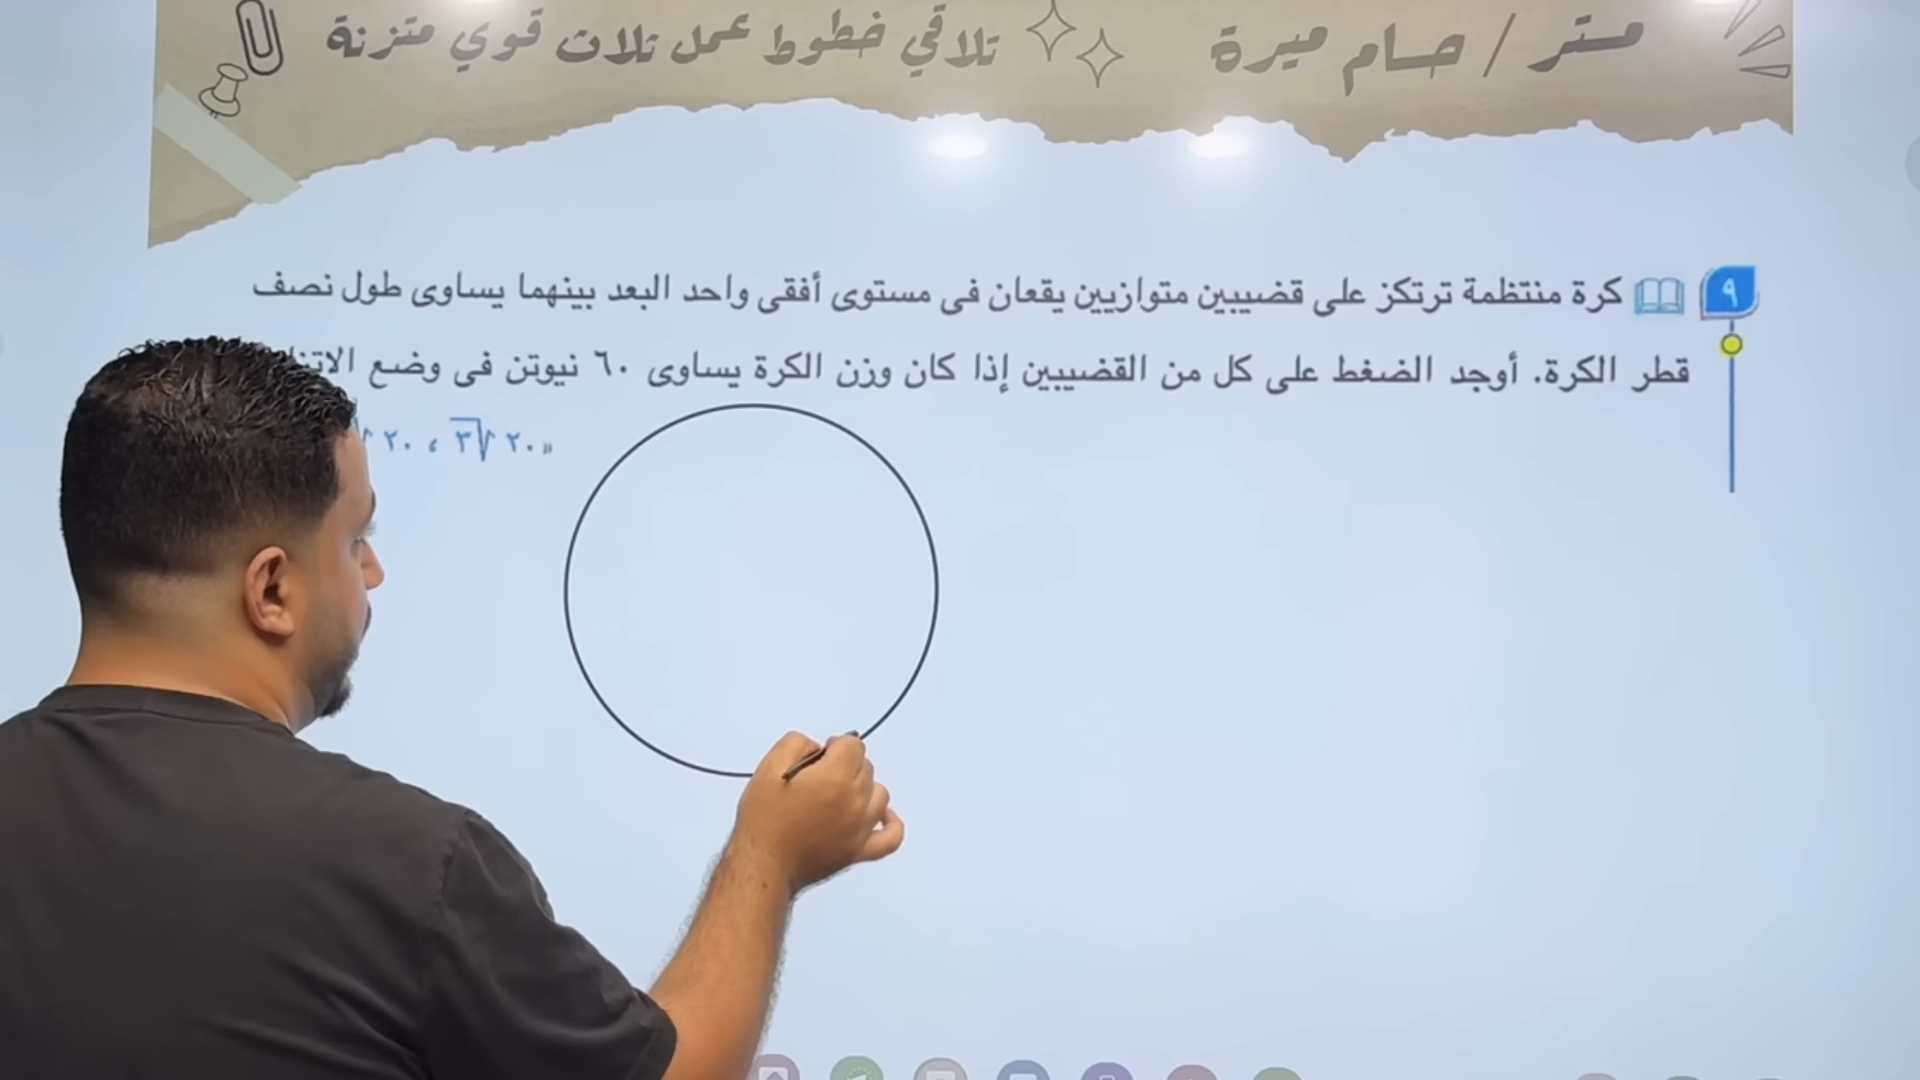 مستر / حسام ميرة تلاقي خطوط عمل تلات قوي متزنة
٩ كرة منتظمة ترتكز على قضيبين متوازيين يقعان فى مستوى أفقى واحد البعد بينهما يساوى طول نصف
قطر الكرة. أوجد الضغط على كل من القضيبين إذا كان وزن الكرة يساوى ٦٠ نيوتن فى وضع
«٢٠ √٣ ، ٢٠